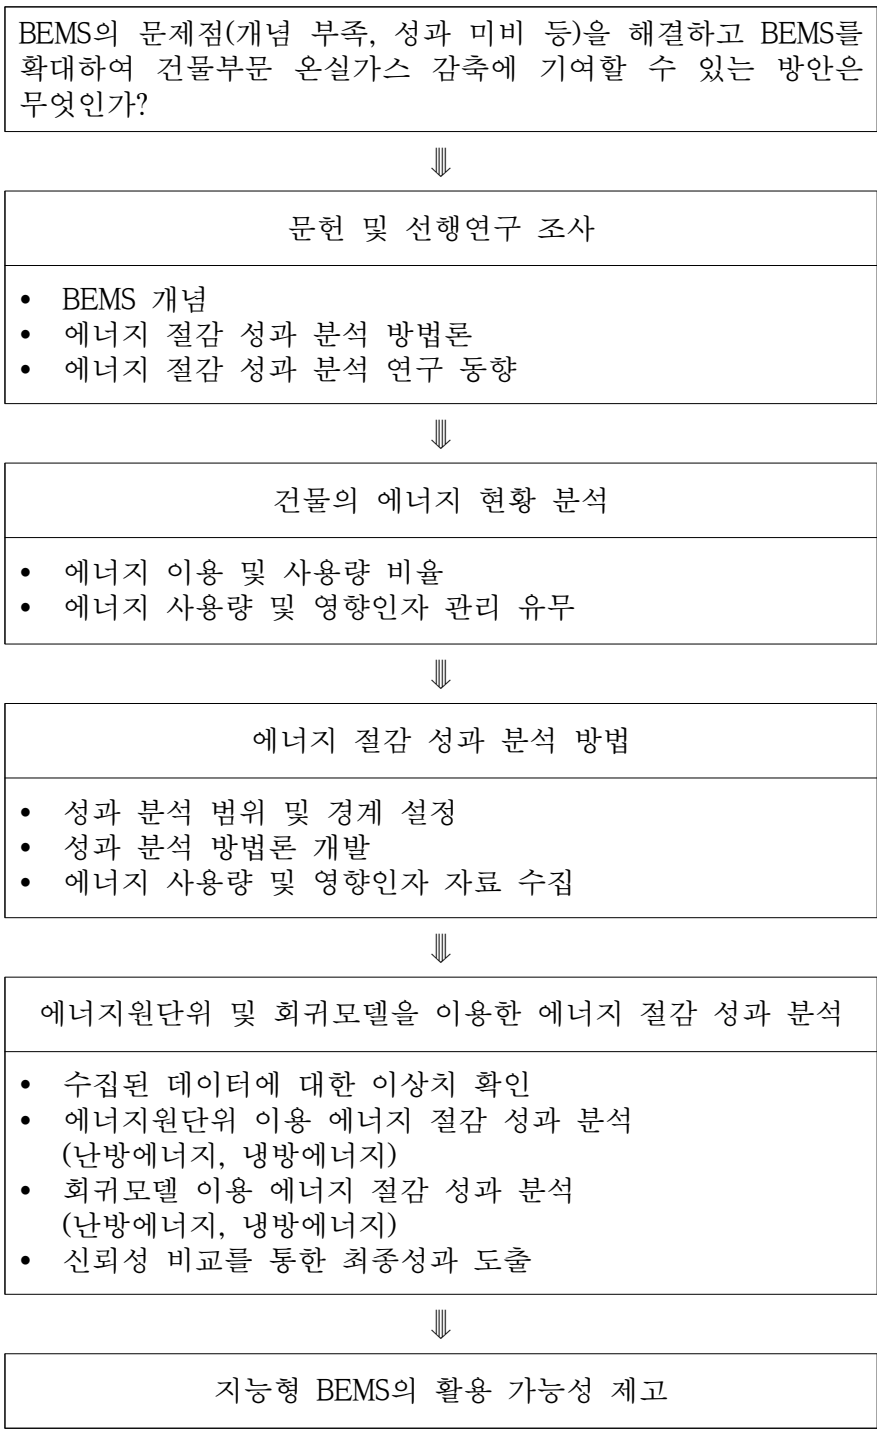 BEMS의 문제점(개념 부족, 성과 미비 등)을 해결하고 BEMS를
확대하여 건물부문 온실가스 감축에 기여할 수 있는 방안은
무엇인가?
⇓
문헌 및 선행연구 조사
• BEMS 개념
• 에너지 절감 성과 분석 방법론
• 에너지 절감 성과 분석 연구 동향
⇓
건물의 에너지 현황 분석
• 에너지 이용 및 사용량 비율
• 에너지 사용량 및 영향인자 관리 유무
⇓
에너지 절감 성과 분석 방법
• 성과 분석 범위 및 경계 설정
• 성과 분석 방법론 개발
• 에너지 사용량 및 영향인자 자료 수집
⇓
에너지원단위 및 회귀모델을 이용한 에너지 절감 성과 분석
• 수집된 데이터에 대한 이상치 확인
• 에너지원단위 이용 에너지 절감 성과 분석
(난방에너지, 냉방에너지)
• 회귀모델 이용 에너지 절감 성과 분석
(난방에너지, 냉방에너지)
• 신뢰성 비교를 통한 최종성과 도출
⇓
지능형 BEMS의 활용 가능성 제고